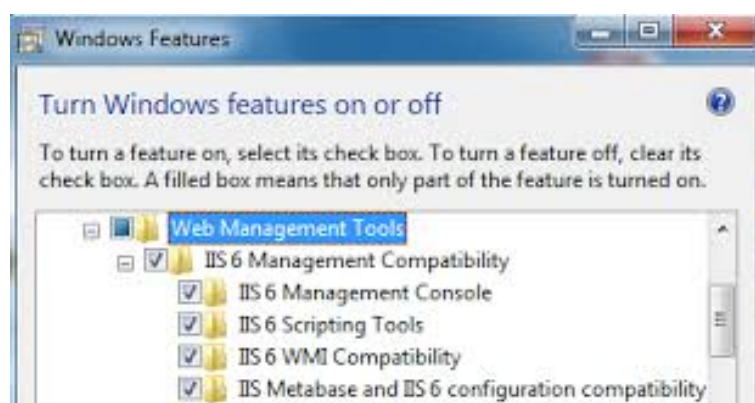 Windows Features
Turn Windows features on or off
To turn a feature on, select its check box. To turn a feature off, clear its
check box. A filled box means that only part of the feature is turned on.
Web Management Tools
IIS 6 Management Compatibility
IIS 6 Management Console
IIS 6 Scripting Tools
IIS 6 WMI Compatibility
IIS Metabase and IIS 6 configuration compatibility